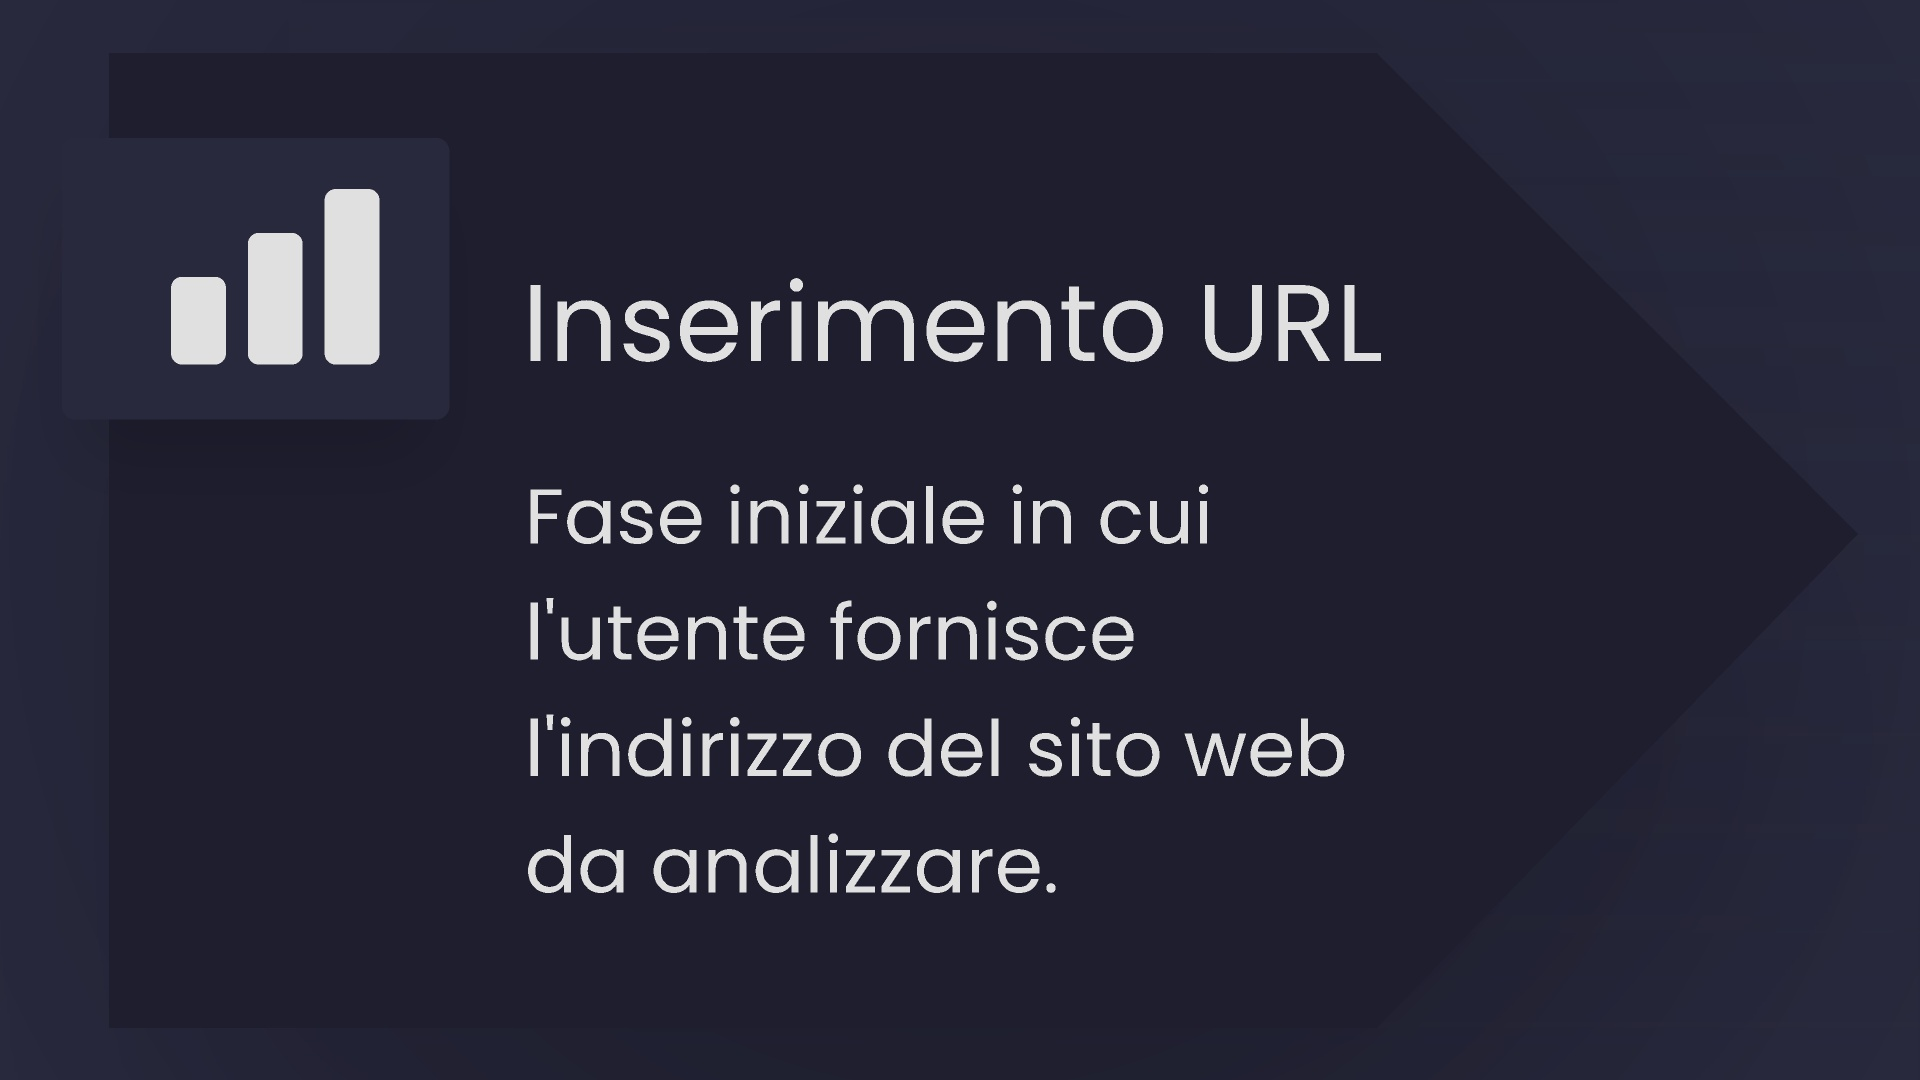 Inserimento URL
Fase iniziale in cui
l'utente fornisce
l'indirizzo del sito web
da analizzare.